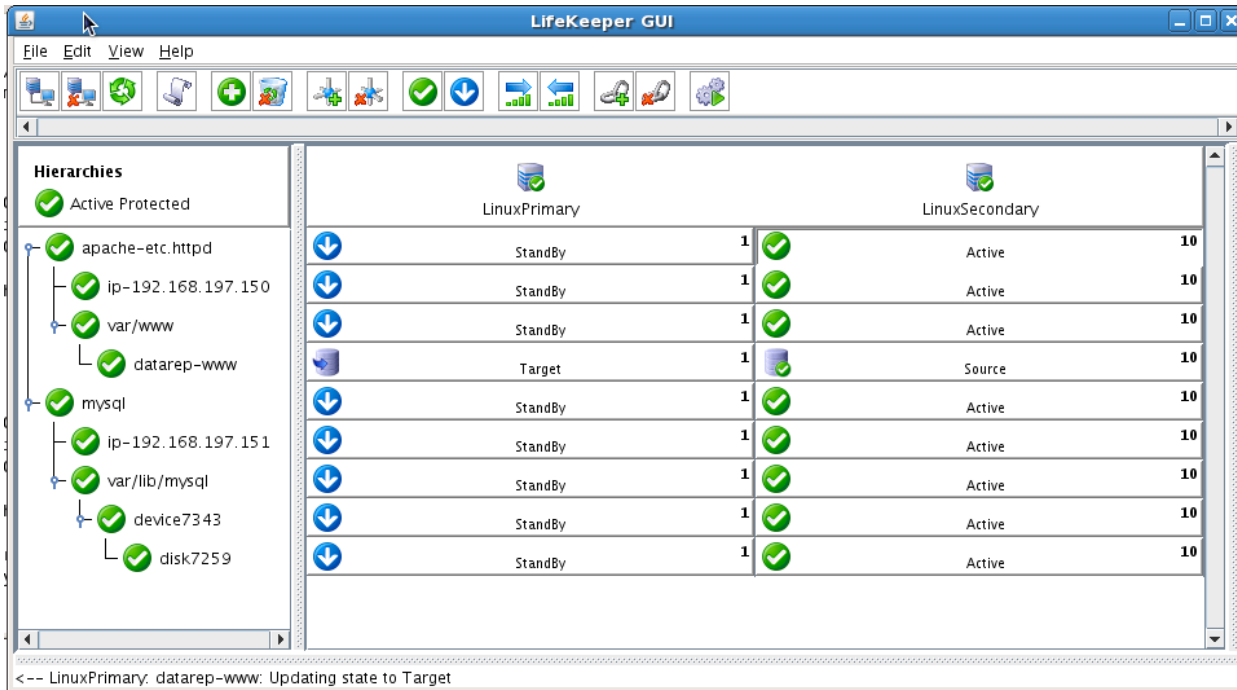 LifeKeeper GUI
File Edit View Help
Hierarchies
Active Protected
LinuxPrimary LinuxSecondary
apache-etc.httpd StandBy 1 Active 10
ip-192.168.197.150 StandBy 1 Active 10
var/www StandBy 1 Active 10
datarep-www Target 1 Source 10
mysql StandBy 1 Active 10
ip-192.168.197.151 StandBy 1 Active 10
var/lib/mysql StandBy 1 Active 10
device7343 StandBy 1 Active 10
disk7259 StandBy 1 Active 10
<-- LinuxPrimary: datarep-www: Updating state to Target